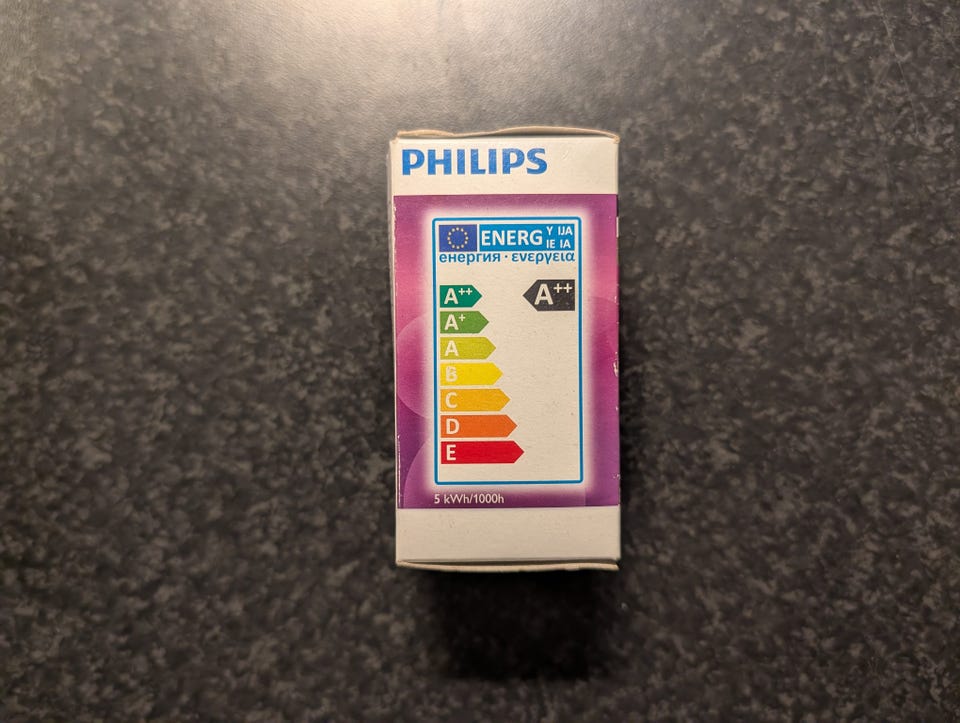 PHILIPS
ENERG Y IJA
IE IA
енергия · ενεργεια
A++ A++
A+
A
B
C
D
E
5 kWh/1000h